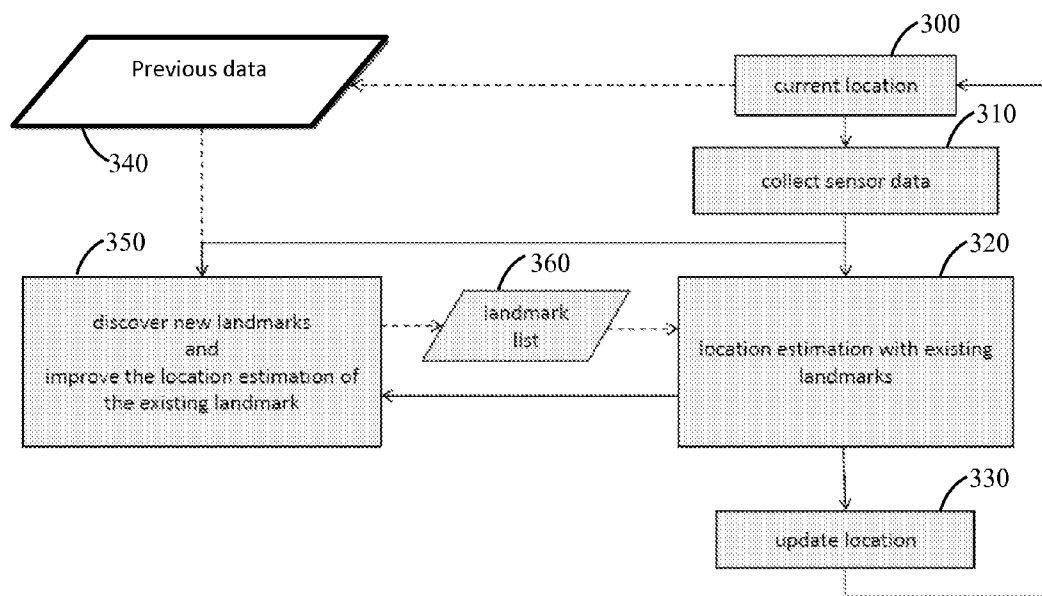 300
Previous data
current location
310
340
collect sensor data
350
360
320
discover new landmarks
and
improve the location estimation of
the existing landmark
landmark
list
location estimation with existing
landmarks
330
update location